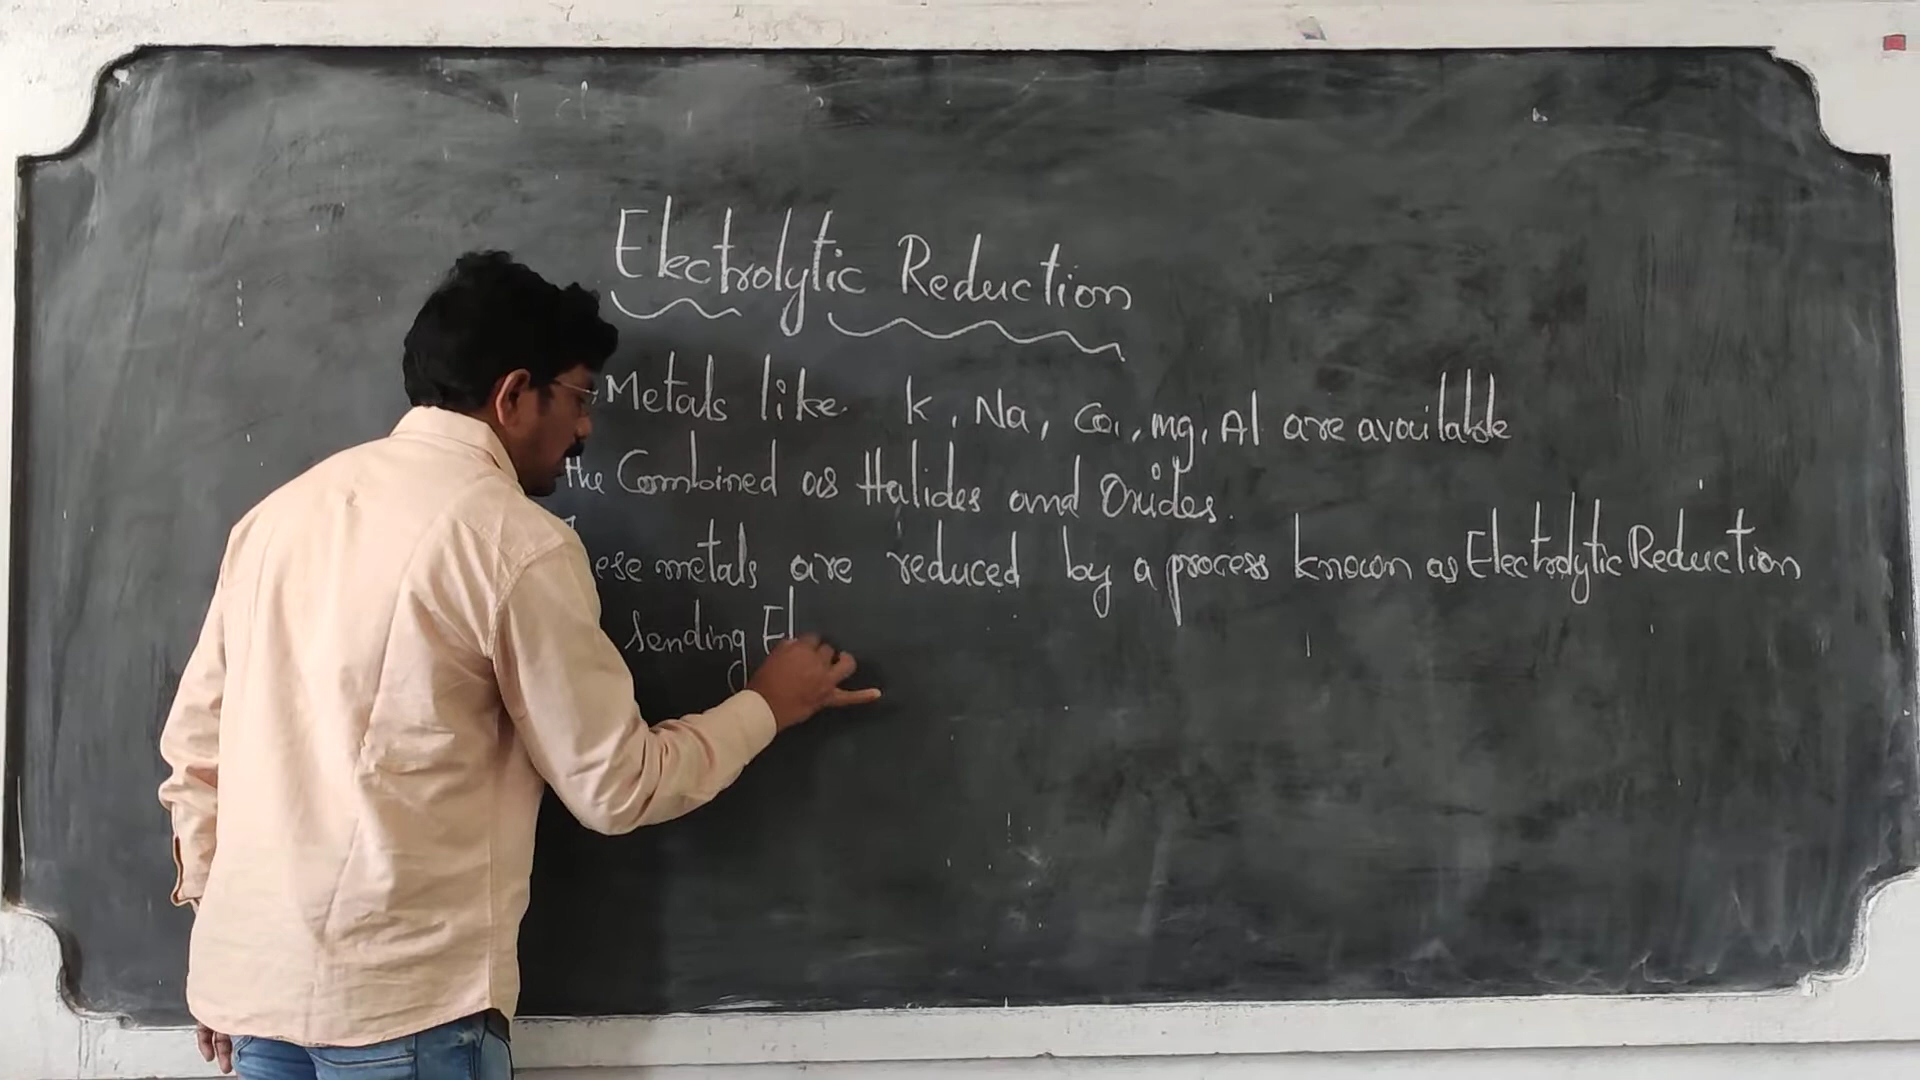 Electrolytic Reduction
Metals like K, Na, Ca, Mg, Al are available
the Combined as Halides and Oxides.
ese metals are reduced by a process known as Electrolytic Reduction
sending El